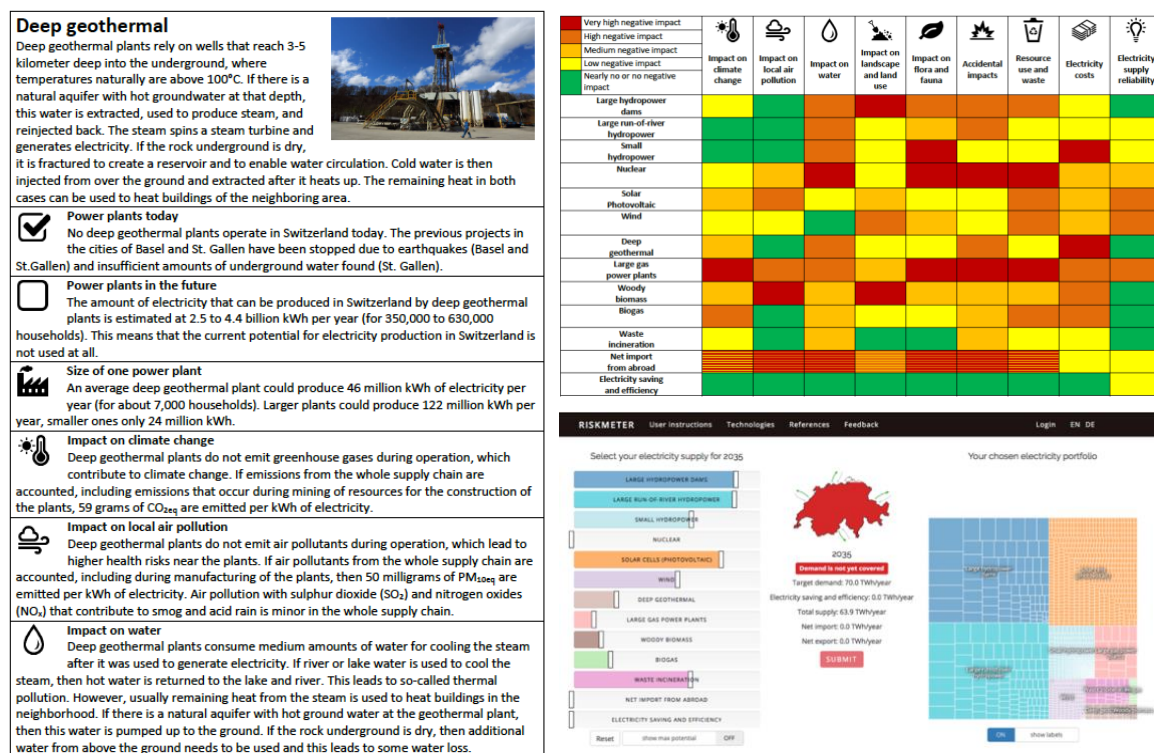 Deep geothermal
Deep geothermal plants rely on wells that reach 3-5
kilometer deep into the underground, where
temperatures naturally are above 100°C. If there is a
natural aquifer with hot groundwater at that depth,
this water is extracted, used to produce steam, and
reinjected back. The steam spins a steam turbine and
generates electricity. If the rock underground is dry,
it is fractured to create a reservoir and to enable water circulation. Cold water is then
injected from over the ground and extracted after it heats up. The remaining heat in both
cases can be used to heat buildings of the neighboring area.
Power plants today
No deep geothermal plants operate in Switzerland today. The previous projects in
the cities of Basel and St. Gallen have been stopped due to earthquakes (Basel and
St.Gallen) and insufficient amounts of underground water found (St. Gallen).
Power plants in the future
The amount of electricity that can be produced in Switzerland by deep geothermal
plants is estimated at 2.5 to 4.4 billion kWh per year (for 350,000 to 630,000
households). This means that the current potential for electricity production in Switzerland is
not used at all.
Size of one power plant
An average deep geothermal plant could produce 46 million kWh of electricity per
year (for about 7,000 households). Larger plants could produce 122 million kWh per
year, smaller ones only 24 million kWh.
Impact on climate change
Deep geothermal plants do not emit greenhouse gases during operation, which
contribute to climate change. If emissions from the whole supply chain are
accounted, including emissions that occur during mining of resources for the construction of
the plants, 59 grams of CO₂eq are emitted per kWh of electricity.
Impact on local air pollution
Deep geothermal plants do not emit air pollutants during operation, which lead to
higher health risks near the plants. If air pollutants from the whole supply chain are
accounted, including during manufacturing of the plants, then 50 milligrams of PM₁₀eq are
emitted per kWh of electricity. Air pollution with sulphur dioxide (SO₂) and nitrogen oxides
(NOₓ) that contribute to smog and acid rain is minor in the whole supply chain.
Impact on water
Deep geothermal plants consume medium amounts of water for cooling the steam
after it was used to generate electricity. If river or lake water is used to cool the
steam, then hot water is returned to the lake and river. This leads to so-called thermal
pollution. However, usually remaining heat from the steam is used to heat buildings in the
neighborhood. If there is a natural aquifer with hot ground water at the geothermal plant,
then this water is pumped up to the ground. If the rock underground is dry, then additional
water from above the ground needs to be used and this leads to some water loss.
Very high negative impact
High negative impact
Medium negative impact
Low negative impact
Nearly no or no negative
impact
Impact on
climate
change
Impact on
local air
pollution
Impact on
water
Impact on
landscape
and land
use
Impact on
flora and
fauna
Accidental
impacts
Resource
use and
waste
Electricity
costs
Electricity
supply
reliability
Large hydropower
dams
Large run-of-river
hydropower
Small
hydropower
Nuclear
Solar
Photovoltaic
Wind
Deep
geothermal
Large gas
power plants
Woody
biomass
Biogas
Waste
incineration
Net import
from abroad
Electricity saving
and efficiency
RISKMETER User instructions Technologies References Feedback Login EN DE
Select your electricity supply for 2035
LARGE HYDROPOWER DAMS
LARGE RUN-OF-RIVER HYDROPOWER
SMALL HYDROPOWER
NUCLEAR
SOLAR CELLS (PHOTOVOLTAIC)
WIND
DEEP GEOTHERMAL
LARGE GAS POWER PLANTS
WOODY BIOMASS
BIOGAS
WASTE INCINERATION
NET IMPORT FROM ABROAD
ELECTRICITY SAVING AND EFFICIENCY
Reset show max potential OFF
2035
Demand is not yet covered
Target demand: 70.0 TWh/year
Electricity saving and efficiency: 0.0 TWh/year
Total supply: 63.9 TWh/year
Net import: 0.0 TWh/year
Net export: 0.0 TWh/year
SUBMIT
Your chosen electricity portfolio
ON show labels